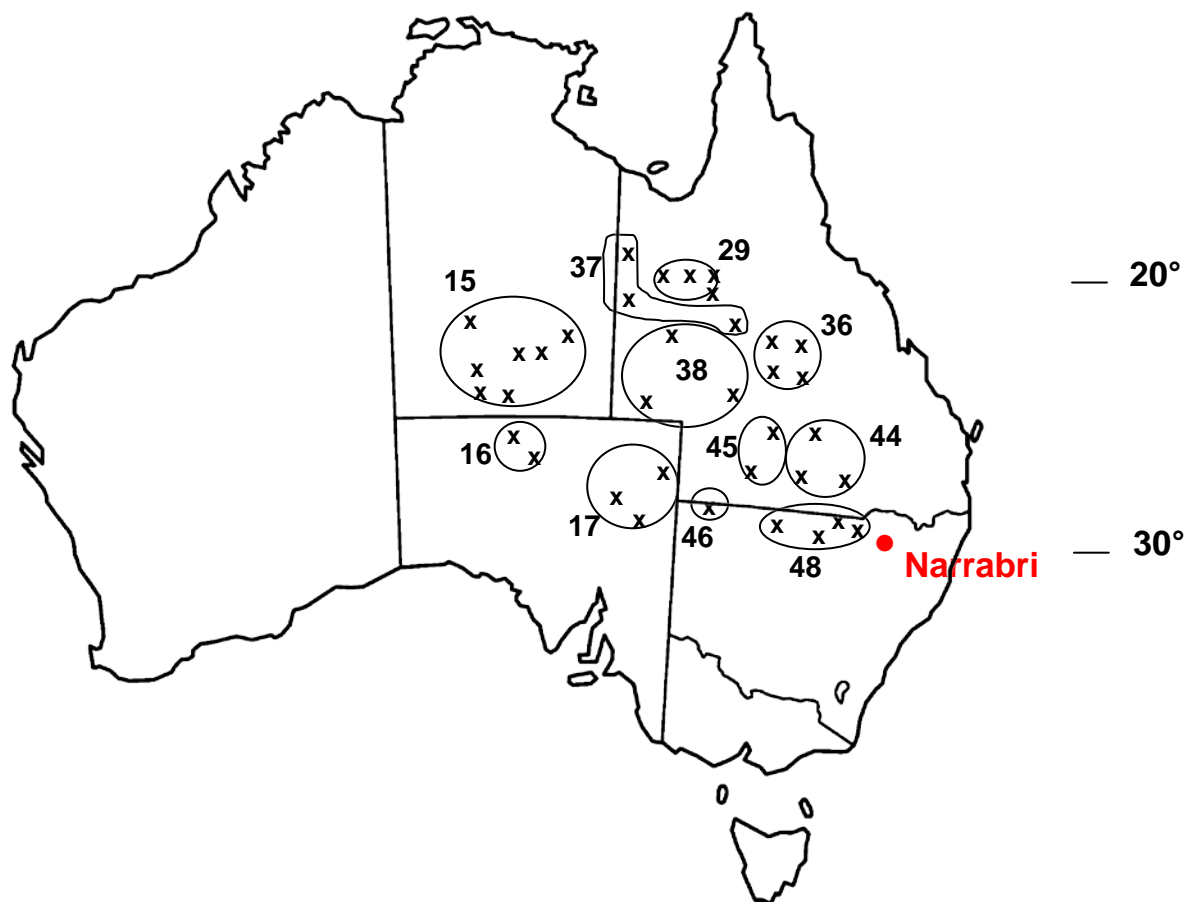 29
37
20°
15
36
38
45
44
16
17
46
30°
48
Narrabri
x x x x
x x x x x x x
x x x
x x x x
x x x
x x
x x x
x x
x x x
x
x x x x